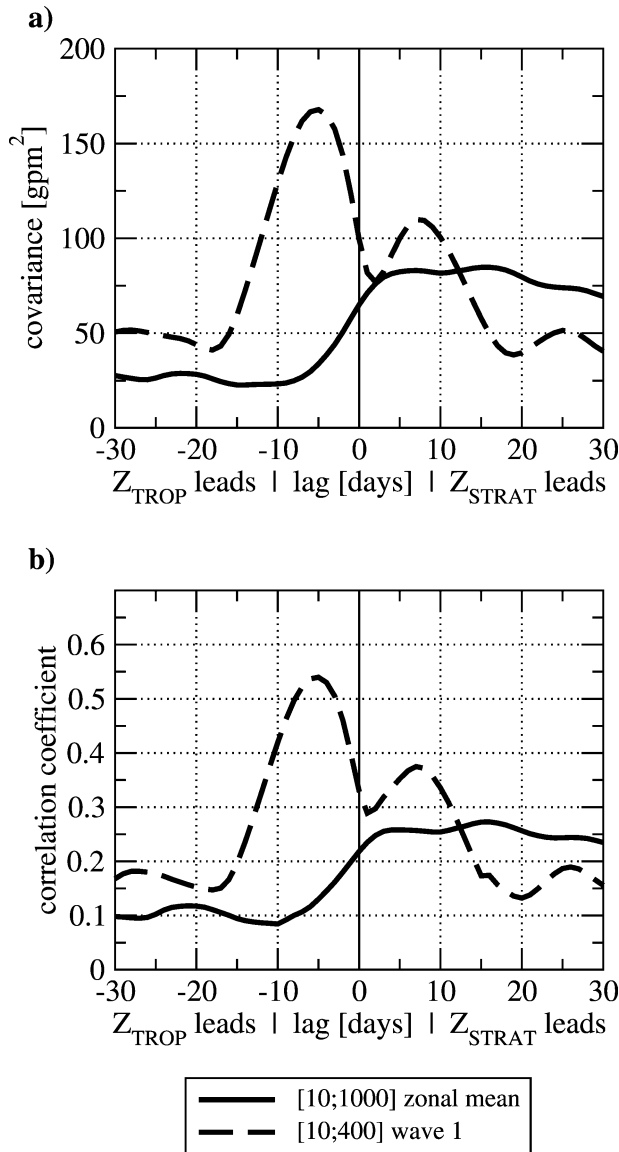 a)
200
150
100
50
0
covariance [gpm²]
-30 -20 -10 0 10 20 30
Z_TROP leads | lag [days] | Z_STRAT leads
b)
0.6
0.5
0.4
0.3
0.2
0.1
0
correlation coefficient
-30 -20 -10 0 10 20 30
Z_TROP leads | lag [days] | Z_STRAT leads
[10;1000] zonal mean
[10;400] wave 1